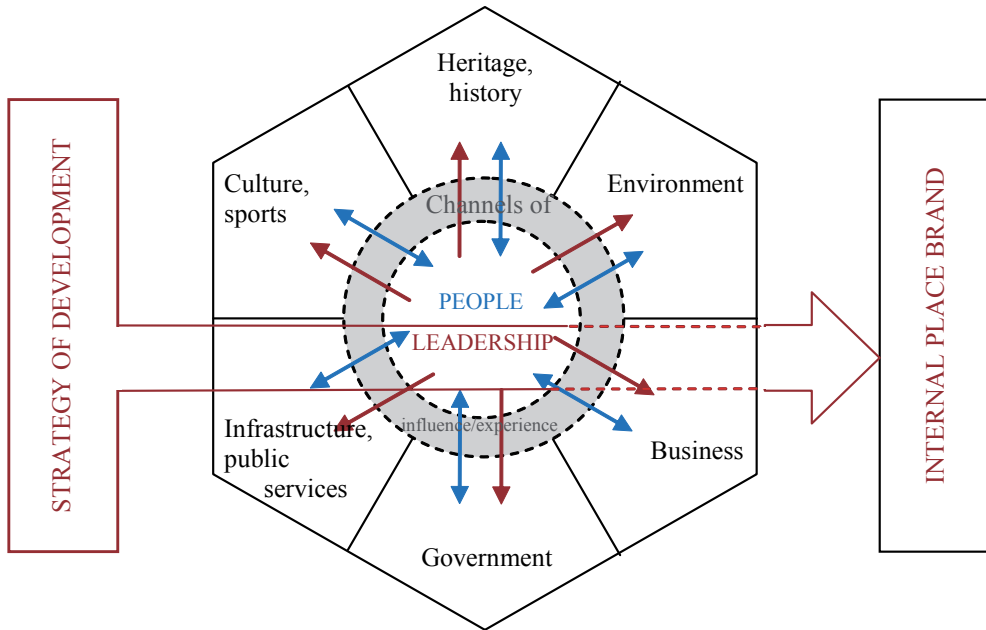 STRATEGY OF DEVELOPMENT
Heritage,
history
Culture,
sports
Environment
Channels of
PEOPLE
LEADERSHIP
influence/experience
Infrastructure,
public
services
Business
Government
INTERNAL PLACE BRAND